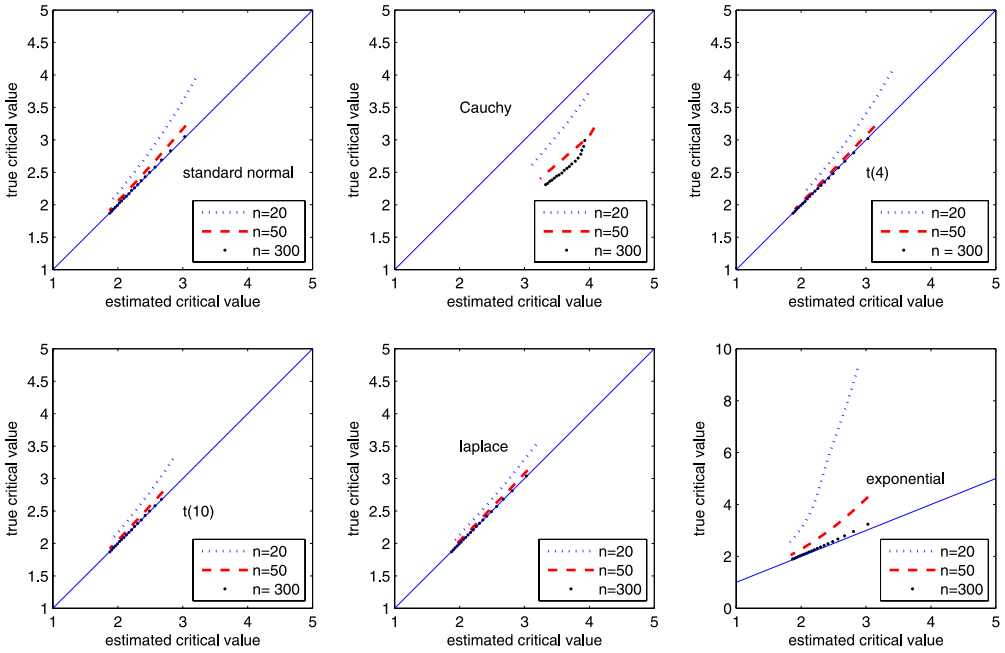 5
4.5
4
3.5
3
2.5
2
1.5
1
true critical value
standard normal
n=20
n=50
n= 300
1 2 3 4 5
estimated critical value
5
4.5
4
3.5
3
2.5
2
1.5
1
true critical value
Cauchy
n=20
n=50
n= 300
1 2 3 4 5
estimated critical value
5
4.5
4
3.5
3
2.5
2
1.5
1
true critical value
t(4)
n=20
n=50
n = 300
1 2 3 4 5
estimated critical value
5
4.5
4
3.5
3
2.5
2
1.5
1
true critical value
t(10)
n=20
n=50
n= 300
1 2 3 4 5
estimated critical value
5
4.5
4
3.5
3
2.5
2
1.5
1
true critical value
laplace
n=20
n=50
n=300
1 2 3 4 5
estimated critical value
10
8
6
4
2
0
true critical value
exponential
n=20
n=50
n=300
1 2 3 4 5
estimated critical value